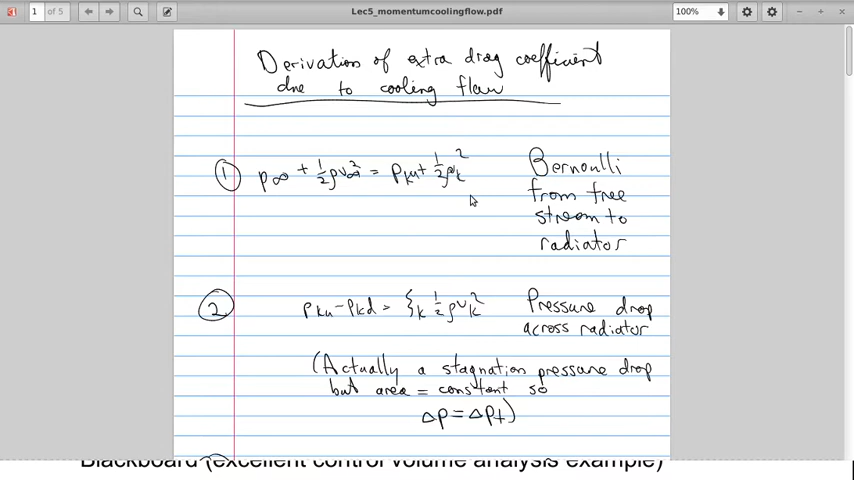 Lec5_momentumcoolingflow.pdf
1 of 5
100%
Derivation of extra drag coefficient
due to cooling flow
① p∞ + ½ρv∞² = pku + ½ρvk²
Bernoulli
from free
stream to
radiator
② pku - pkd = ξk ½ρvk²
Pressure drop
across radiator
(Actually a stagnation pressure drop
but area = constant so
Δp = Δpt)
Blackboard (excellent control volume analysis example)